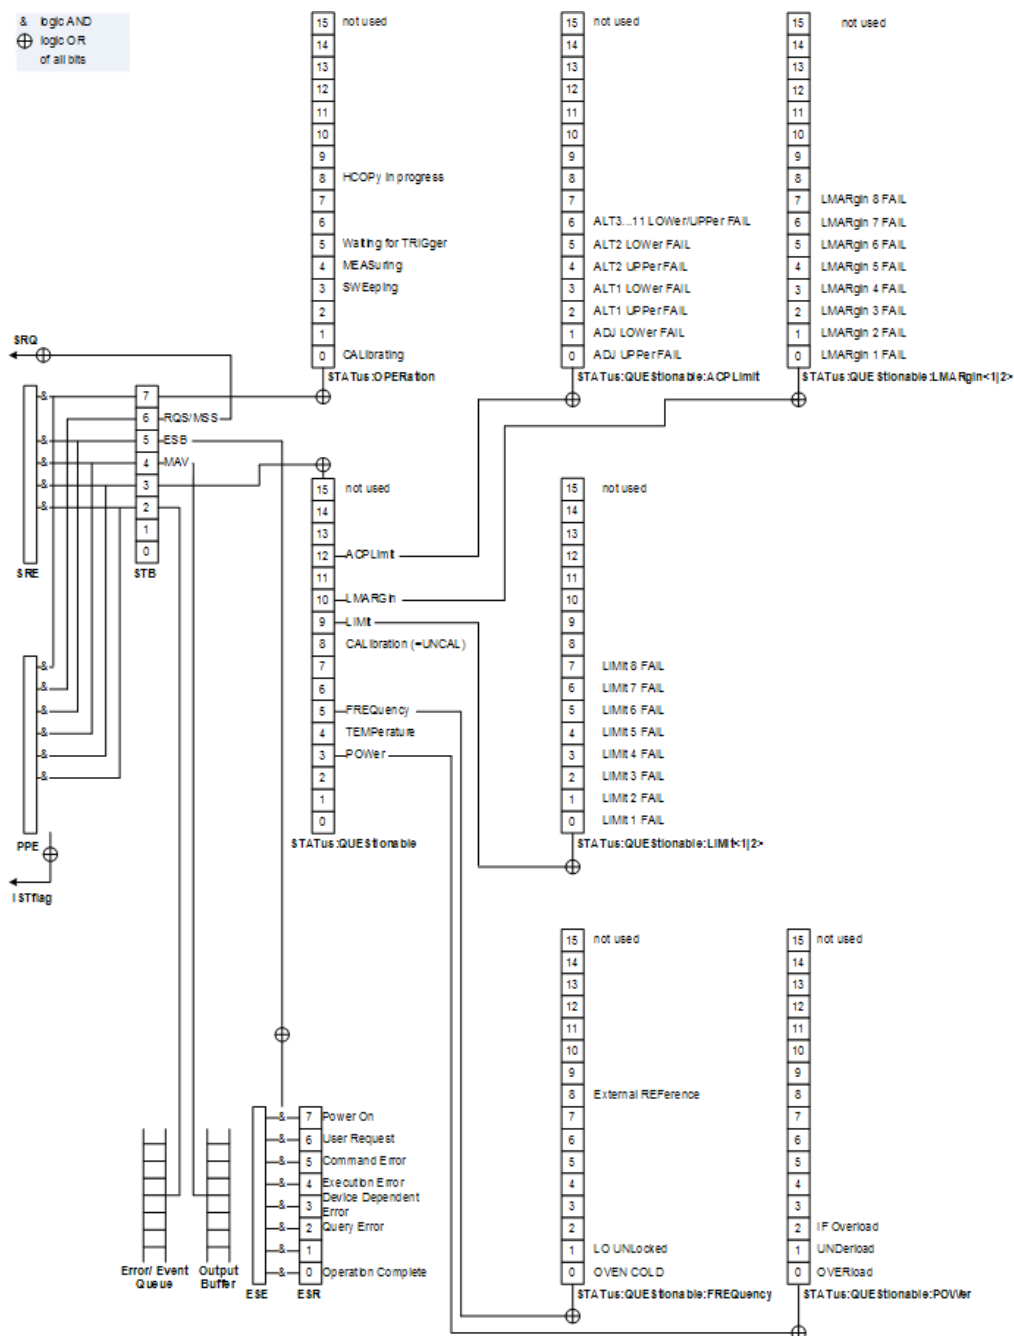 & logic AND
logic OR
of all bits
15 not used
14
13
12
11
10
9
8 HCOPy in progress
7
6
5 Waiting for TRIGger
4 MEASuring
3 SWEeping
2
1
0 CALibrating
STATus:OPERation
15 not used
14
13
12
11
10
9
8
7
6 ALT3...11 LOWer/UPPer FAIL
5 ALT2 LOWer FAIL
4 ALT2 UPPer FAIL
3 ALT1 LOWer FAIL
2 ALT1 UPPer FAIL
1 ADJ LOWer FAIL
0 ADJ UPPer FAIL
STATus:QUEStionable:ACPLimit
15 not used
14
13
12
11
10
9
8
7 LMARgin 8 FAIL
6 LMARgin 7 FAIL
5 LMARgin 6 FAIL
4 LMARgin 5 FAIL
3 LMARgin 4 FAIL
2 LMARgin 3 FAIL
1 LMARgin 2 FAIL
0 LMARgin 1 FAIL
STATus:QUEStionable:LMARgin<1|2>
SRQ
&
&
&
&
&
SRE
7
6 RQS/MSS
5 ESB
4 MAV
3
2
1
0
STB
&
&
&
&
&
&
PPE
ISTflag
15 not used
14
13
12 ACPLimit
11
10 LMARGin
9 LIMit
8 CALibration (=UNCAL)
7
6
5 FREQuency
4 TEMPerature
3 POWer
2
1
0
STATus:QUEStionable
15 not used
14
13
12
11
10
9
8
7 LIMit 8 FAIL
6 LIMit 7 FAIL
5 LIMit 6 FAIL
4 LIMit 5 FAIL
3 LIMit 4 FAIL
2 LIMit 3 FAIL
1 LIMit 2 FAIL
0 LIMit 1 FAIL
STATus:QUEStionable:LIMit<1|2>
Error/ Event
Queue
Output
Buffer
& 7 Power On
& 6 User Request
& 5 Command Error
& 4 Execution Error
& 3 Device Dependent
Error
& 2 Query Error
& 1
& 0 Operation Complete
ESE ESR
15 not used
14
13
12
11
10
9
8 External REFerence
7
6
5
4
3
2
1 LO UNLocked
0 OVEN COLD
STATus:QUEStionable:FREQuency
15 not used
14
13
12
11
10
9
8
7
6
5
4
3
2 IF Overload
1 UNDerload
0 OVERload
STATus:QUEStionable:POWer